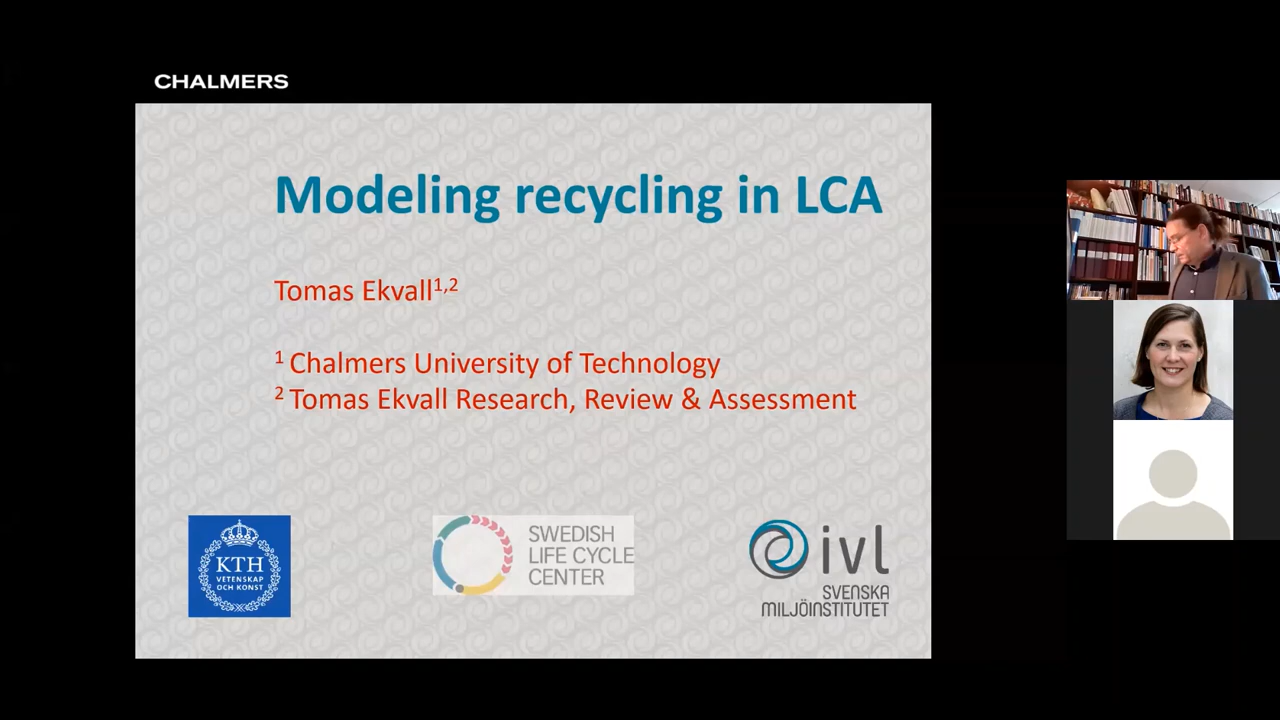 CHALMERS
Modeling recycling in LCA
Tomas Ekvall1,2
1 Chalmers University of Technology
2 Tomas Ekvall Research, Review & Assessment
KTH
VETENSKAP
OCH KONST
SWEDISH
LIFE CYCLE
CENTER
ivl
SVENSKA
MILJÖINSTITUTET